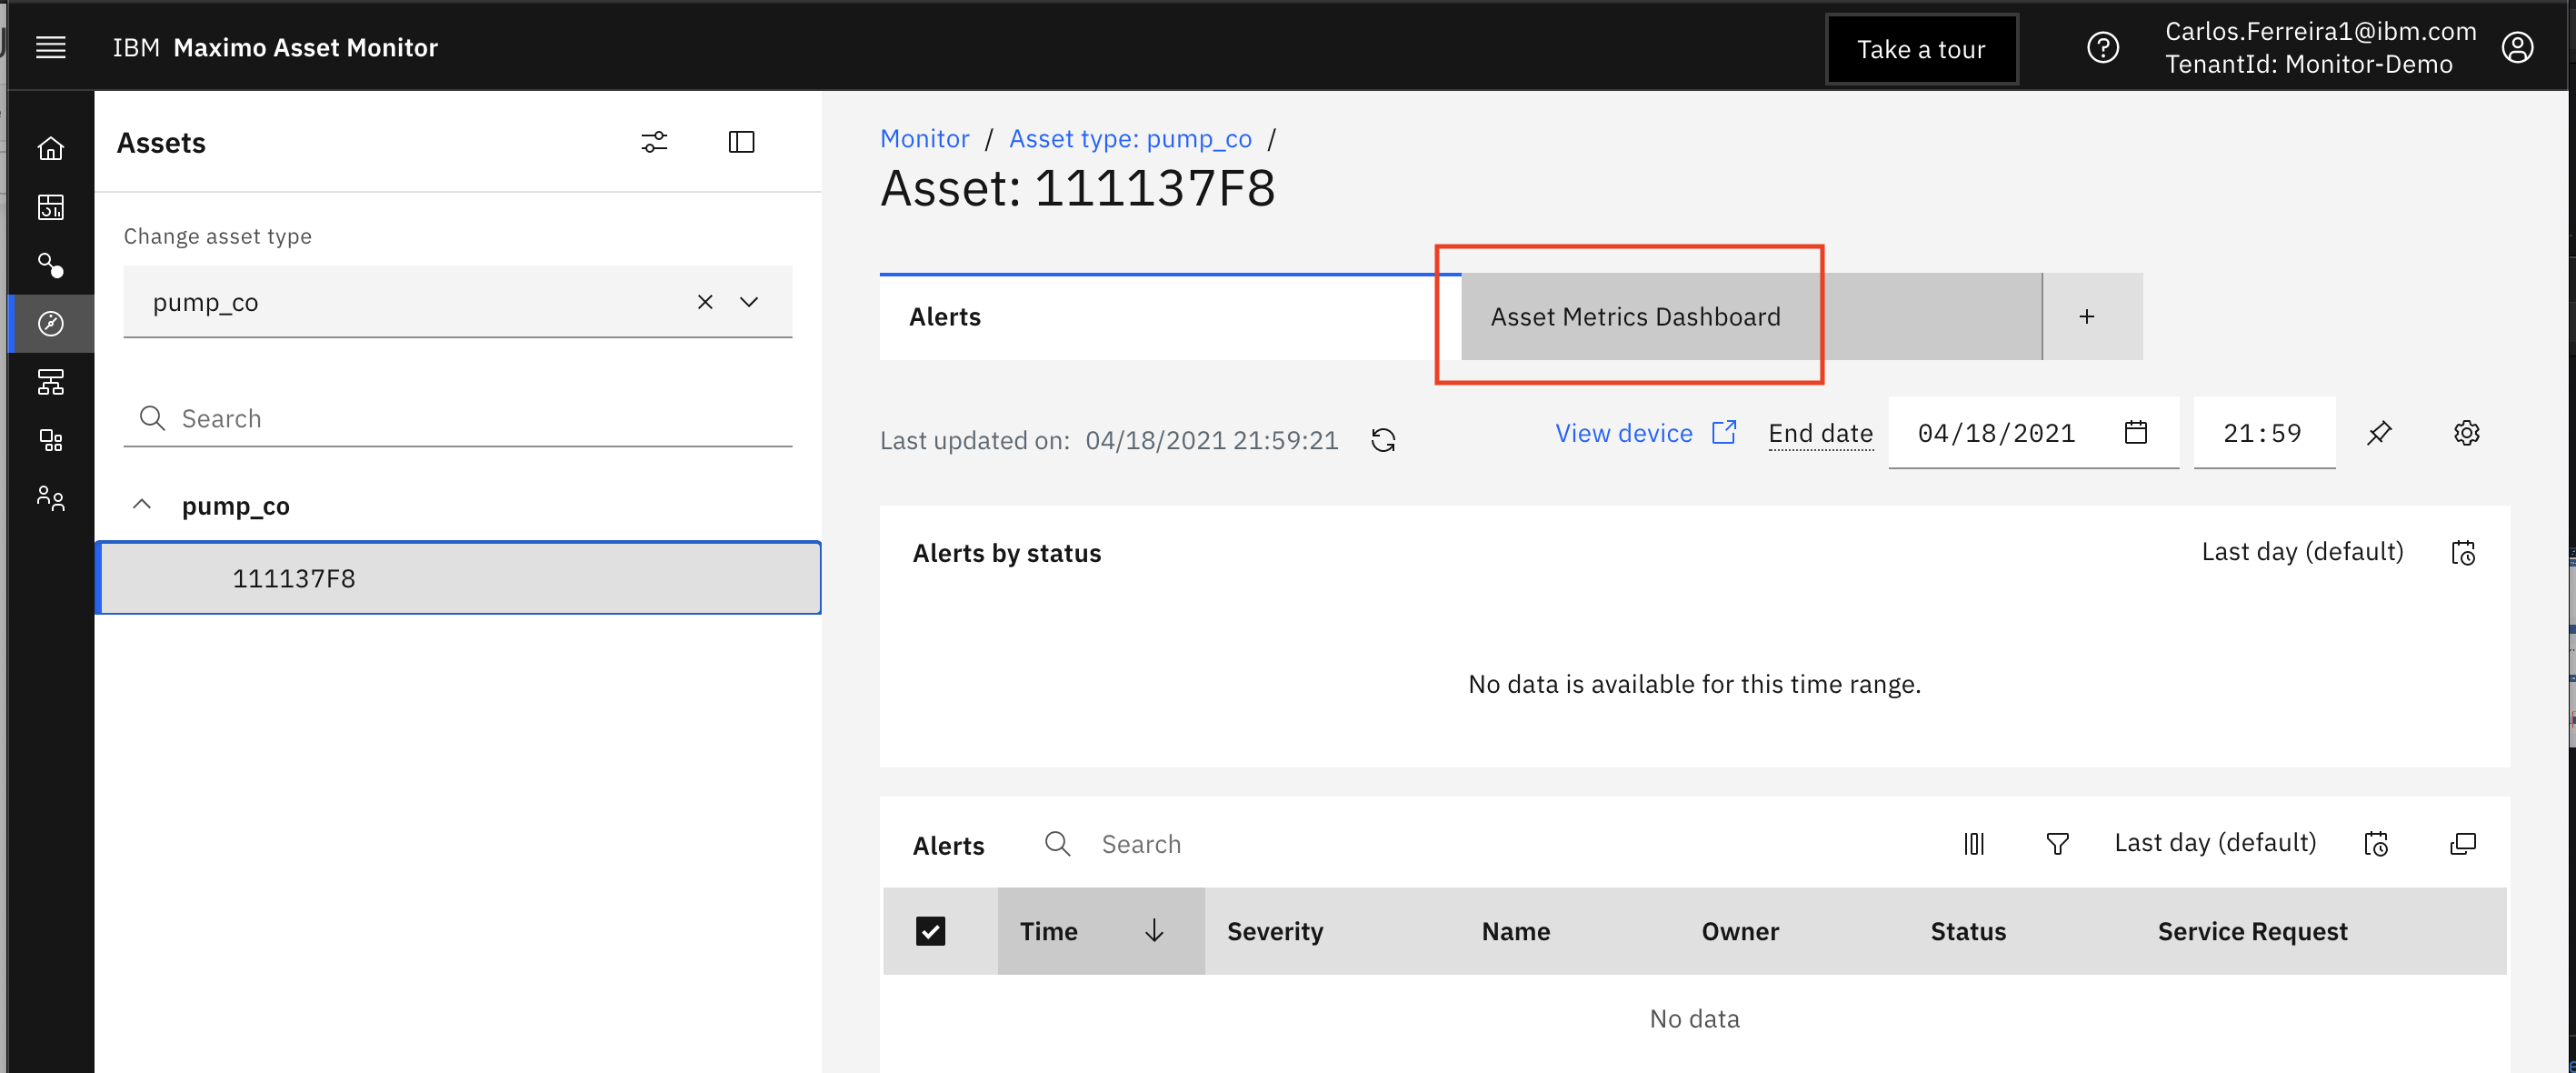 IBM Maximo Asset Monitor
Take a tour
Carlos.Ferreira1@ibm.com
TenantId: Monitor-Demo
Assets
Change asset type
pump_co
Search
pump_co
111137F8
Monitor / Asset type: pump_co /
Asset: 111137F8
Alerts
Asset Metrics Dashboard
+
Last updated on: 04/18/2021 21:59:21
View device
End date
04/18/2021
21:59
Alerts by status
Last day (default)
No data is available for this time range.
Alerts
Search
Last day (default)
Time
Severity
Name
Owner
Status
Service Request
No data